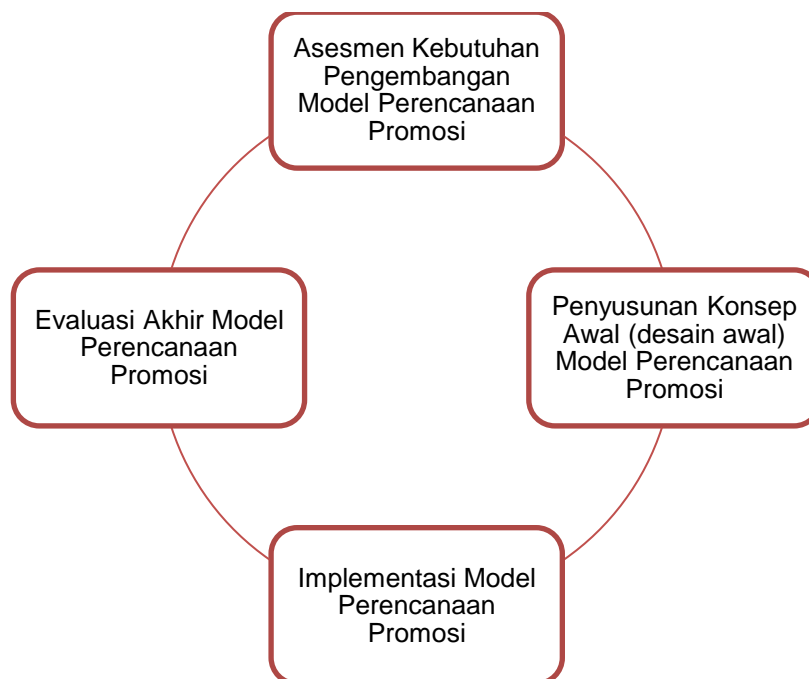 Asesmen Kebutuhan
Pengembangan
Model Perencanaan
Promosi
Penyusunan Konsep
Awal (desain awal)
Model Perencanaan
Promosi
Implementasi Model
Perencanaan
Promosi
Evaluasi Akhir Model
Perencanaan
Promosi